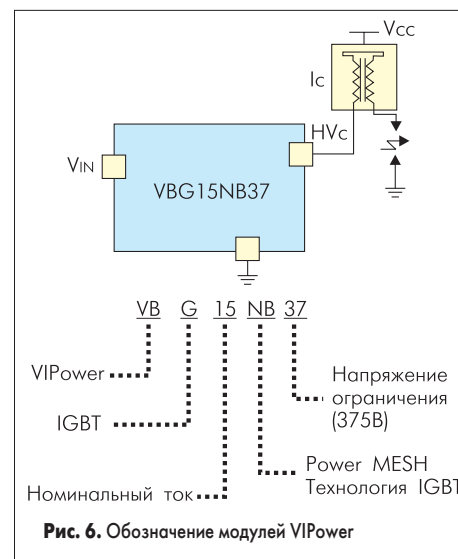 Vcc
Ic
HVc
VIN
VBG15NB37
VB G 15 NB 37
VIPower
IGBT
Номинальный ток
Напряжение
ограничения
(375В)
Power MESH
Технология IGBT
Рис. 6. Обозначение модулей VIPower